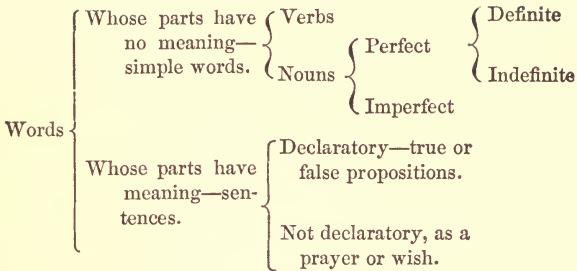 Words
Whose parts have
no meaning—
simple words.
Verbs
Nouns
Perfect
Imperfect
Definite
Indefinite
Whose parts have
meaning—sen-
tences.
Declaratory—true or
false propositions.
Not declaratory, as a
prayer or wish.